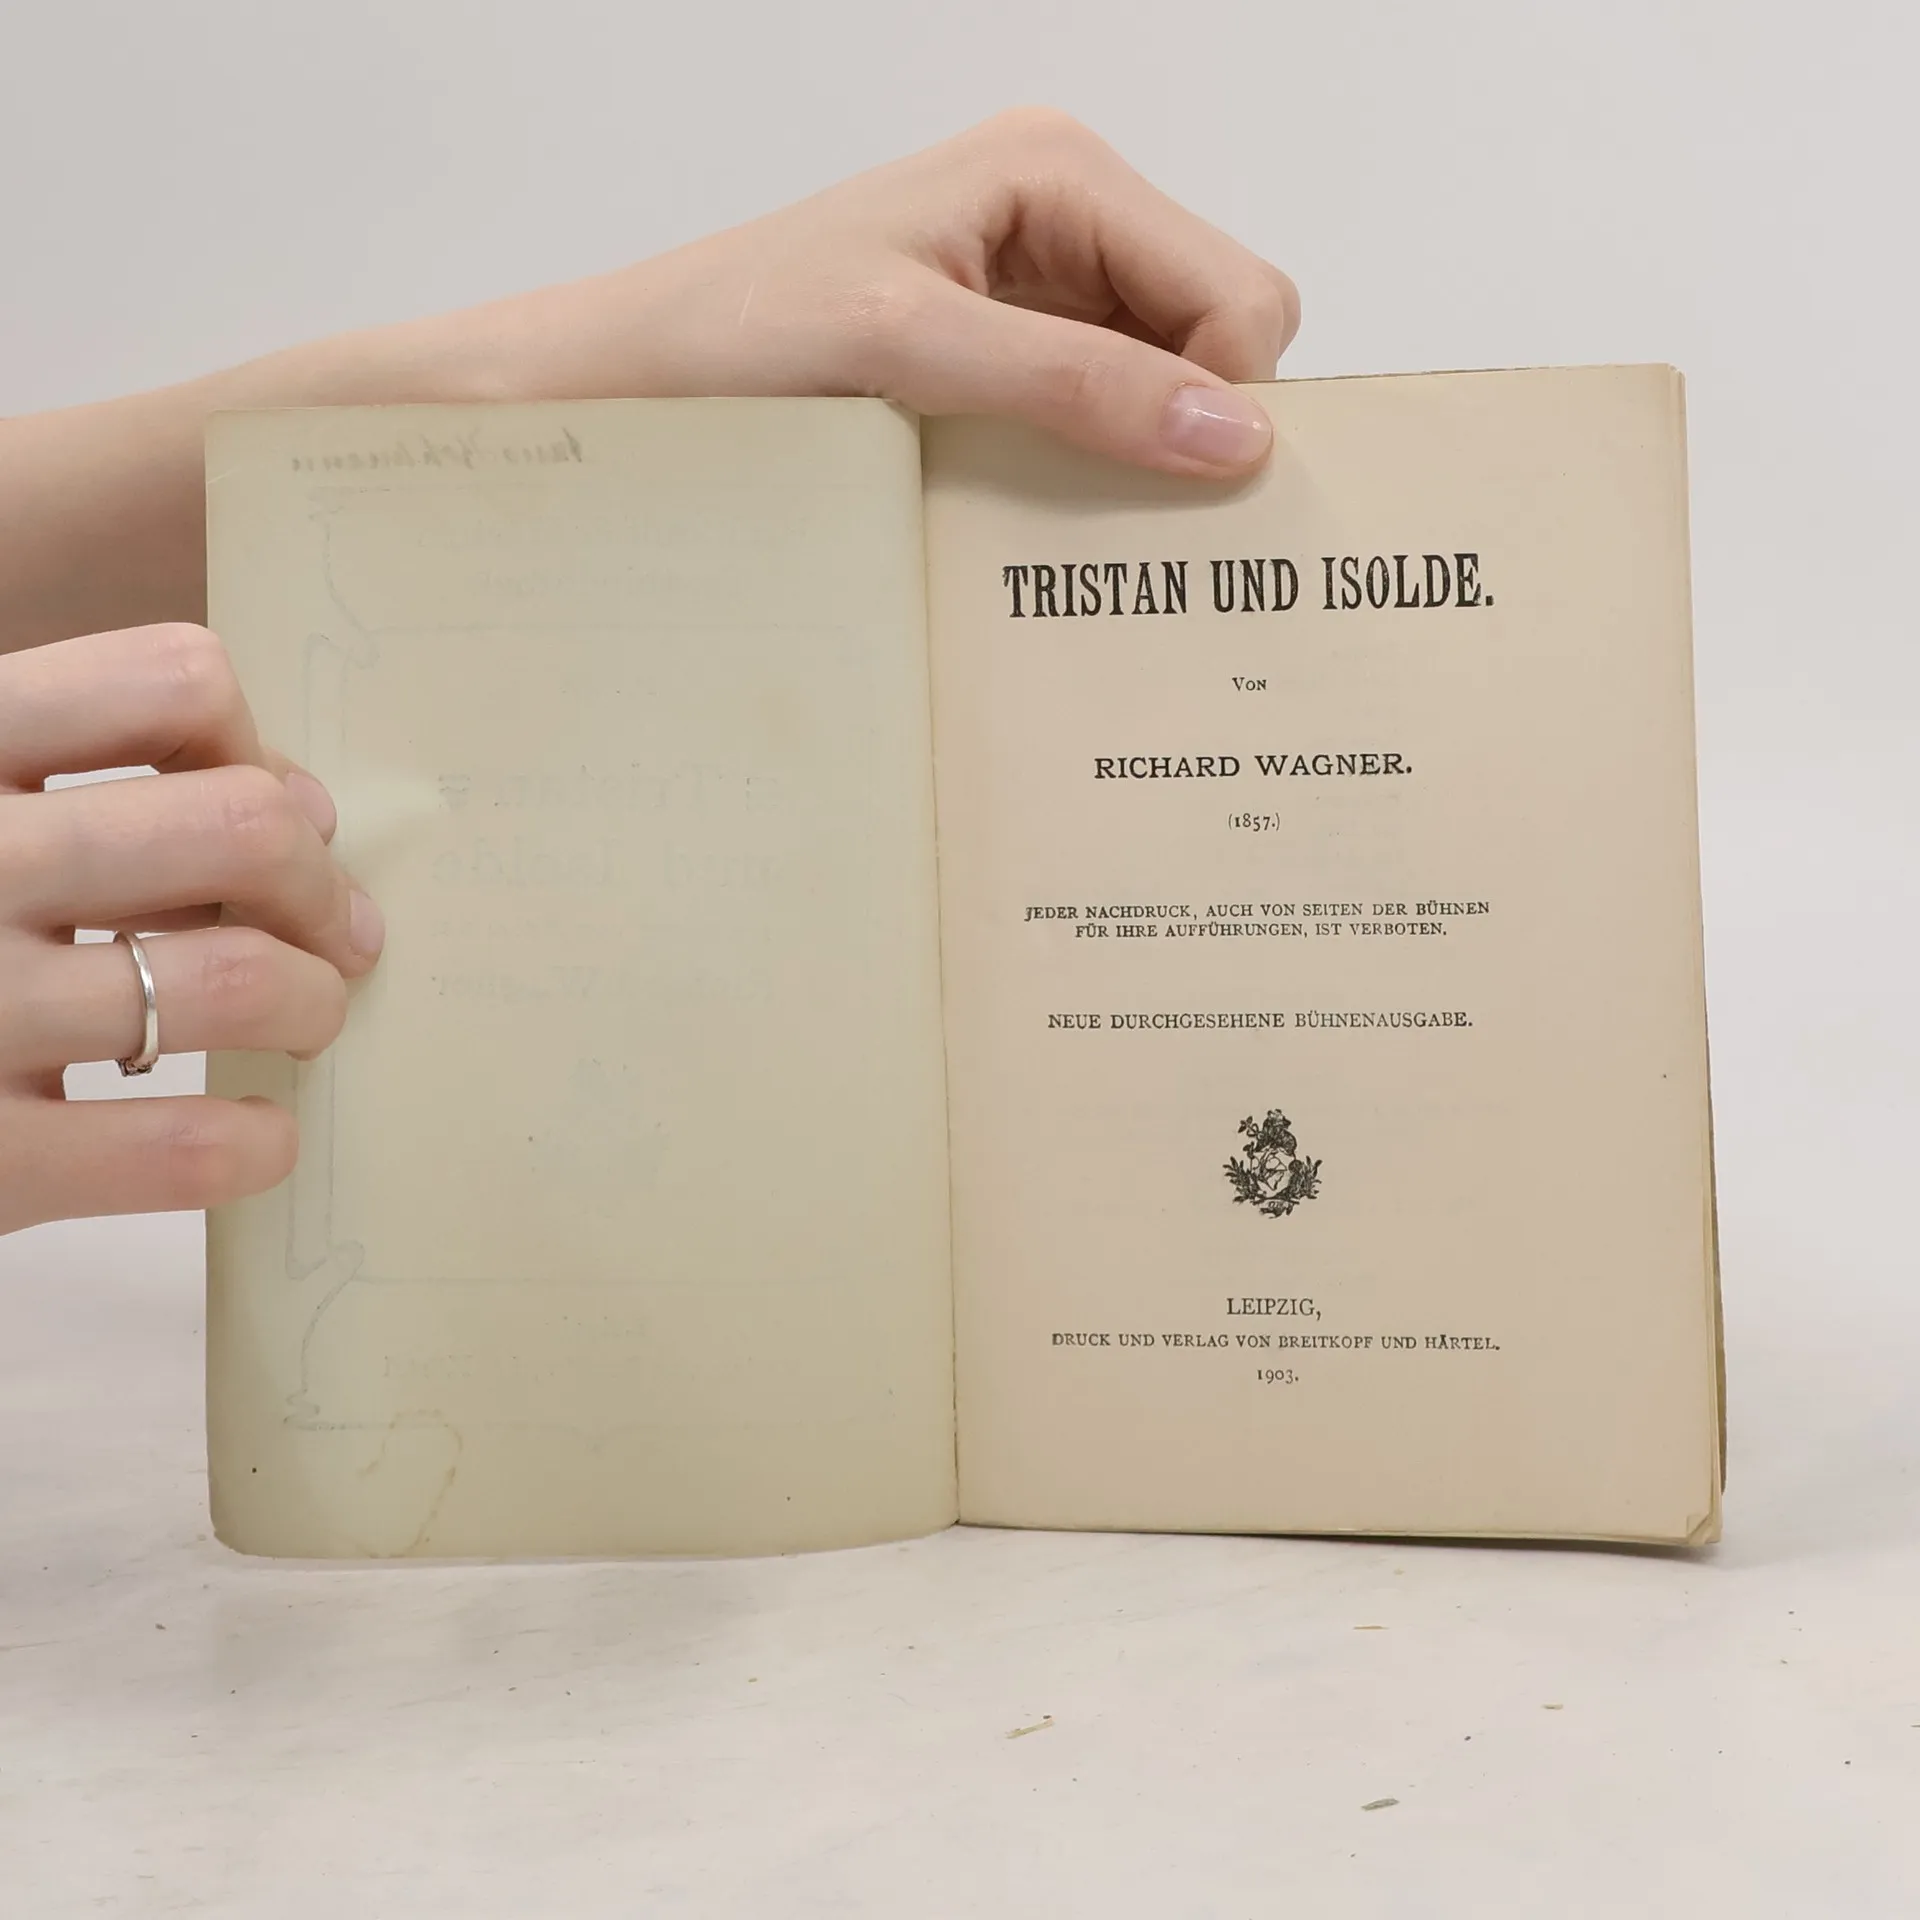 TRISTAN UND ISOLDE.
VON
RICHARD WAGNER.
(1857.)
JEDER NACHDRUCK, AUCH VON SEITEN DER BÜHNEN
FÜR IHRE AUFFÜHRUNGEN, IST VERBOTEN.
NEUE DURCHGESEHENE BÜHNENAUSGABE.
LEIPZIG,
DRUCK UND VERLAG VON BREITKOPF UND HÄRTEL.
1903.